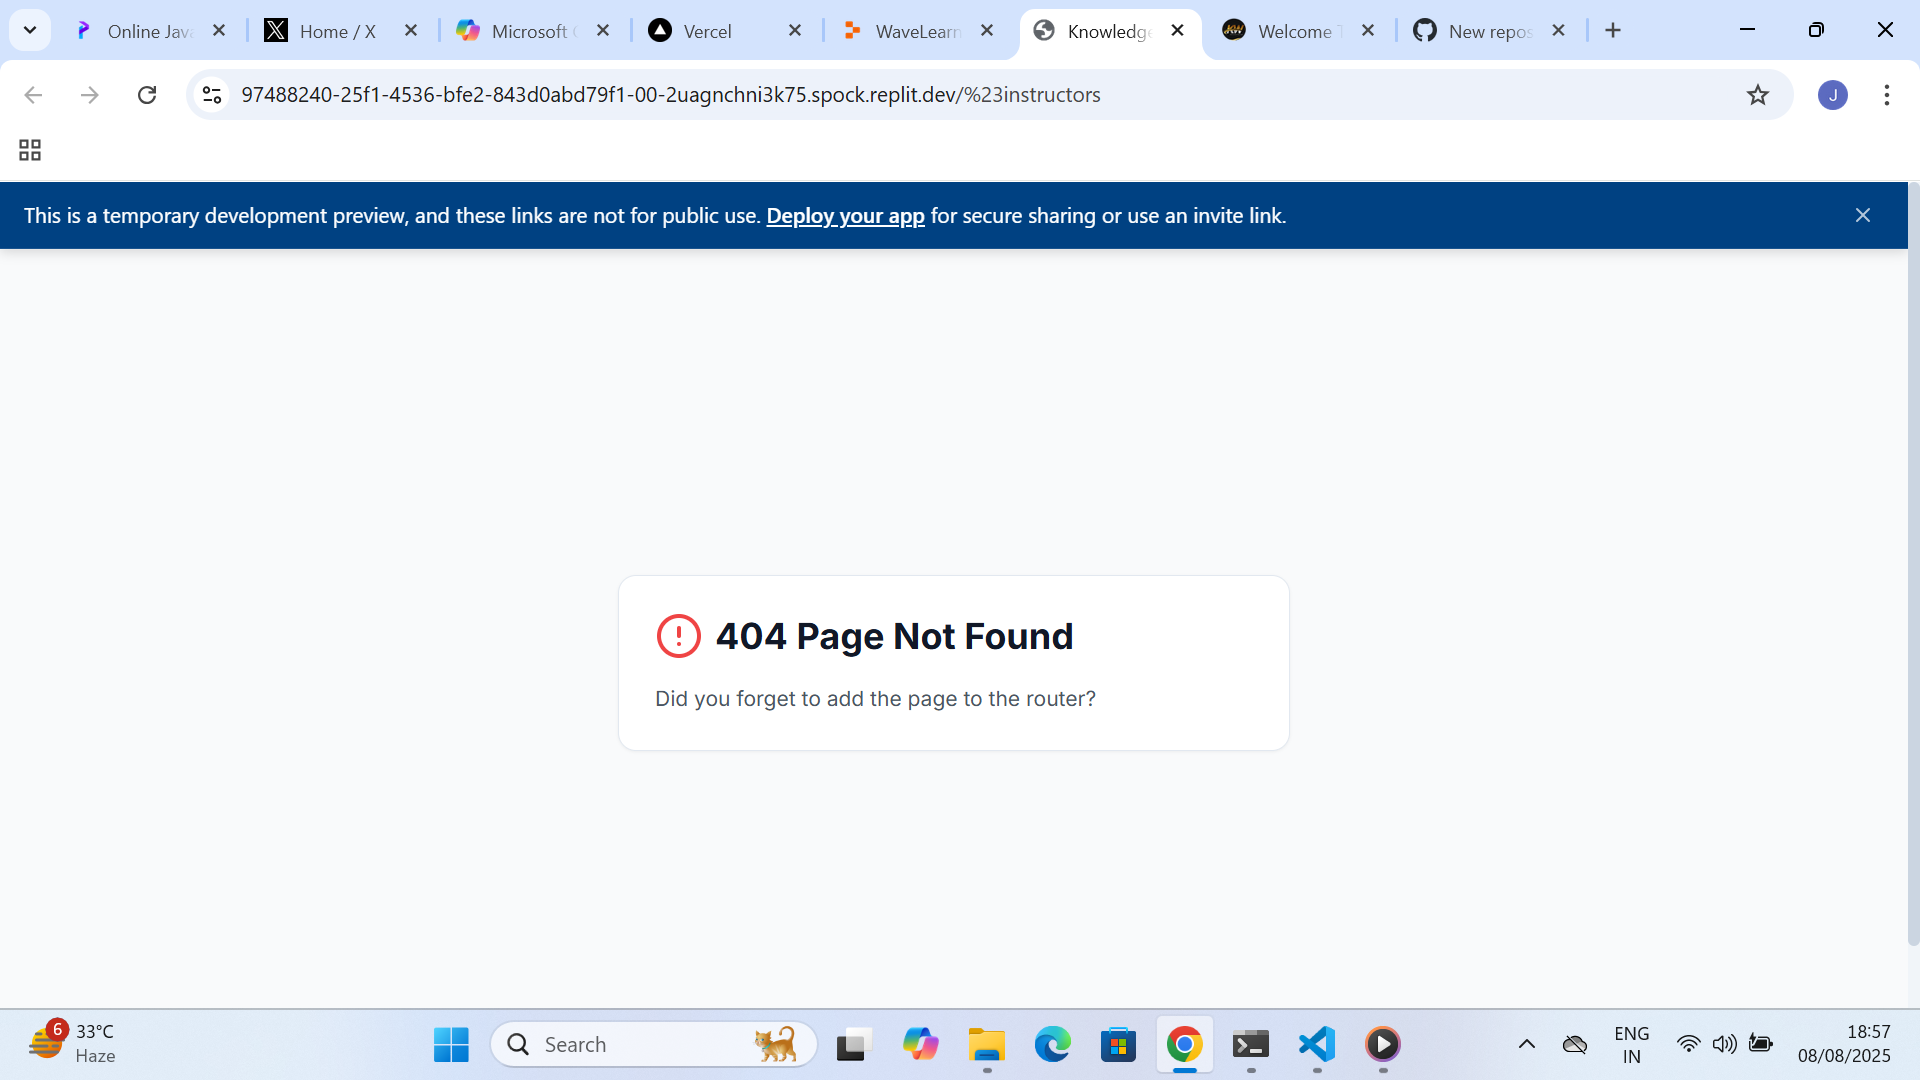 Online Jav
Home / X
Microsoft
Vercel
WaveLearn
Knowledge
Welcome
New repos
97488240-25f1-4536-bfe2-843d0abd79f1-00-2uagnchni3k75.spock.replit.dev/%23instructors
J
This is a temporary development preview, and these links are not for public use. Deploy your app for secure sharing or use an invite link.
404 Page Not Found
Did you forget to add the page to the router?
6
33°C
Haze
Search
ENG
IN
18:57
08/08/2025